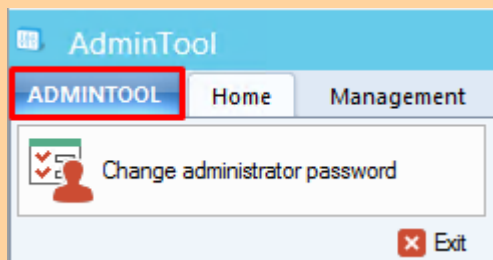 AdminTool
ADMINTOOL Home Management
Change administrator password
Exit